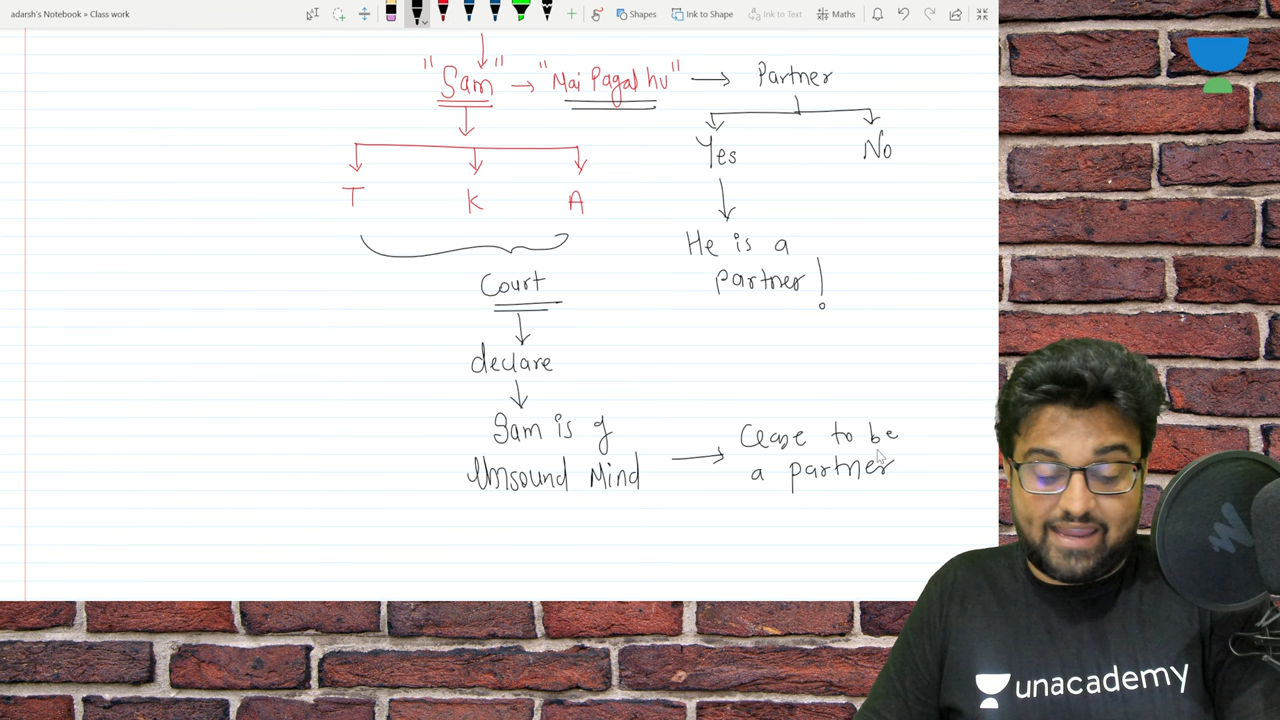 adarsh's Notebook » Class work
Shapes
Ink to Shape
Ink to Text
Maths
"Sam" → "Mai Pagal hu" → Partner
Yes No
T K A
He is a
partner!
Court
declare
Sam is of
Unsound Mind → Cease to be
a partner
unacademy